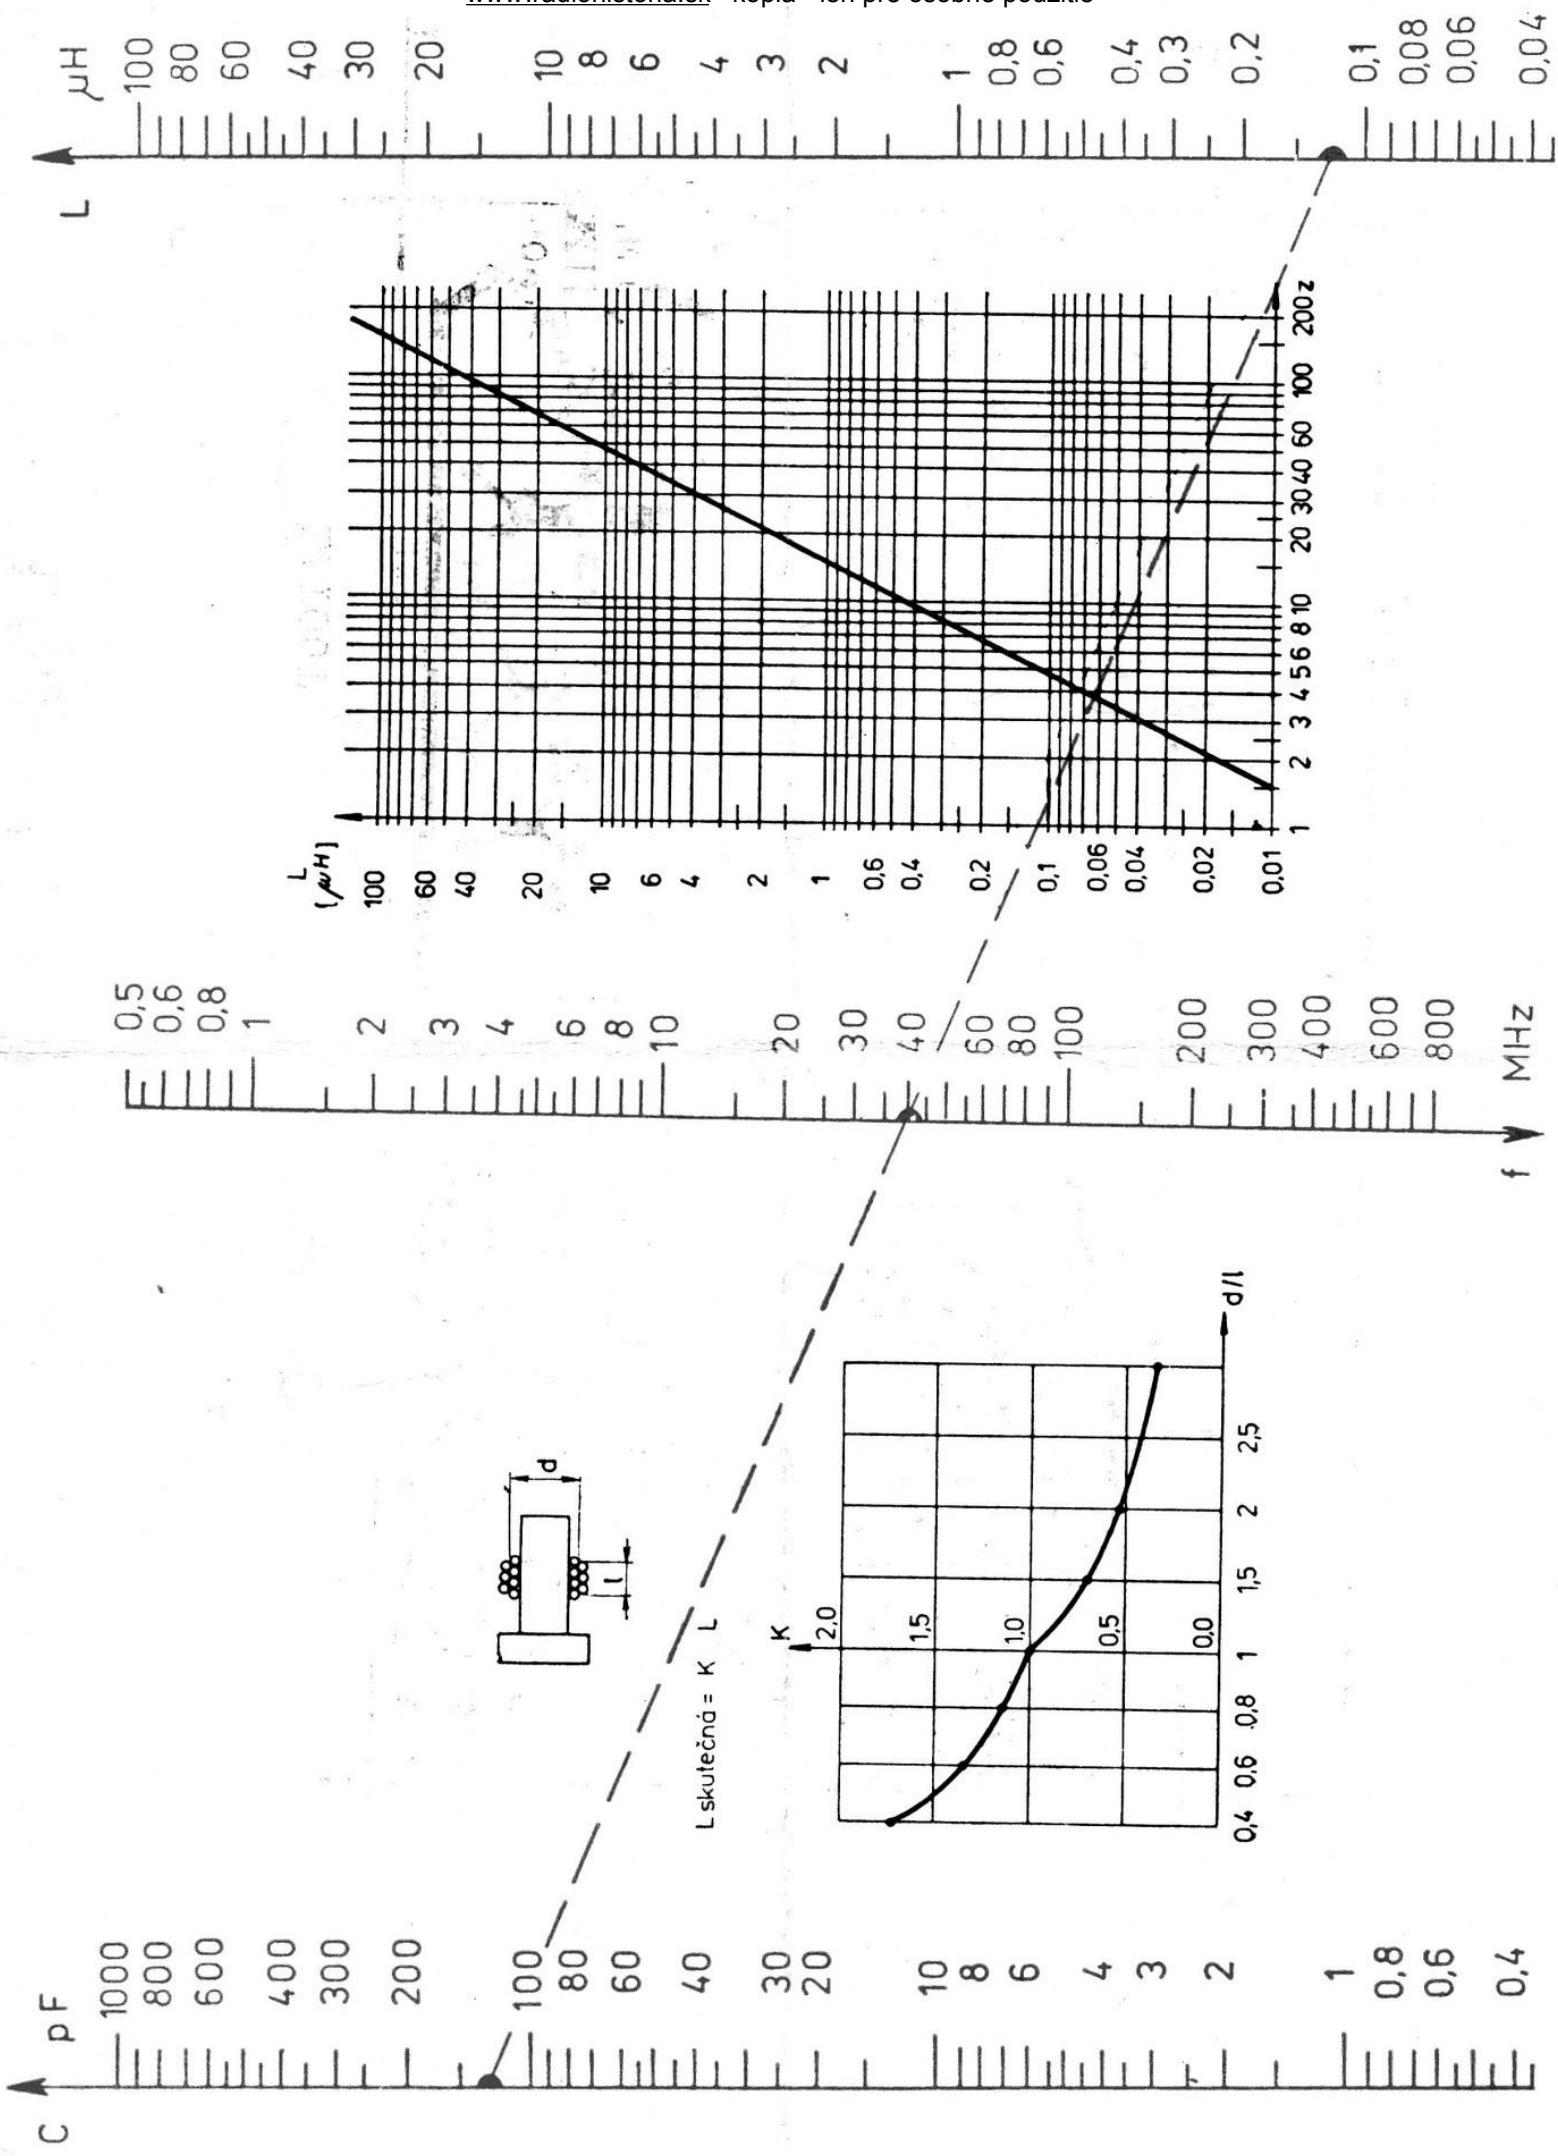 www.radiohistoria.sk - kópia - len pre osobné použitie
L µH
100 80 60 40 30 20 10 8 6 4 3 2 1 0,8 0,6 0,4 0,3 0,2 0,1 0,08 0,06 0,04
L
(µH)
100
60
40
20
10
6
4
2
1
0,6
0,4
0.2
0,1
0,06
0,04
0,02
0,01
1 2 3 4 5 6 8 10 20 30 40 60 100 200 z
0,5 0,6 0,8 1 2 3 4 6 8 10 20 30 40 60 80 100 200 300 400 600 800
f MHz
d
l
L skutečná = K L
K
2,0
1,5
1,0
0,5
0,0
0,4 0,6 0,8 1 1,5 2 2,5 d/l
C pF
1000 800 600 400 300 200 100 80 60 40 30 20 10 8 6 4 3 2 1 0,8 0,6 0,4